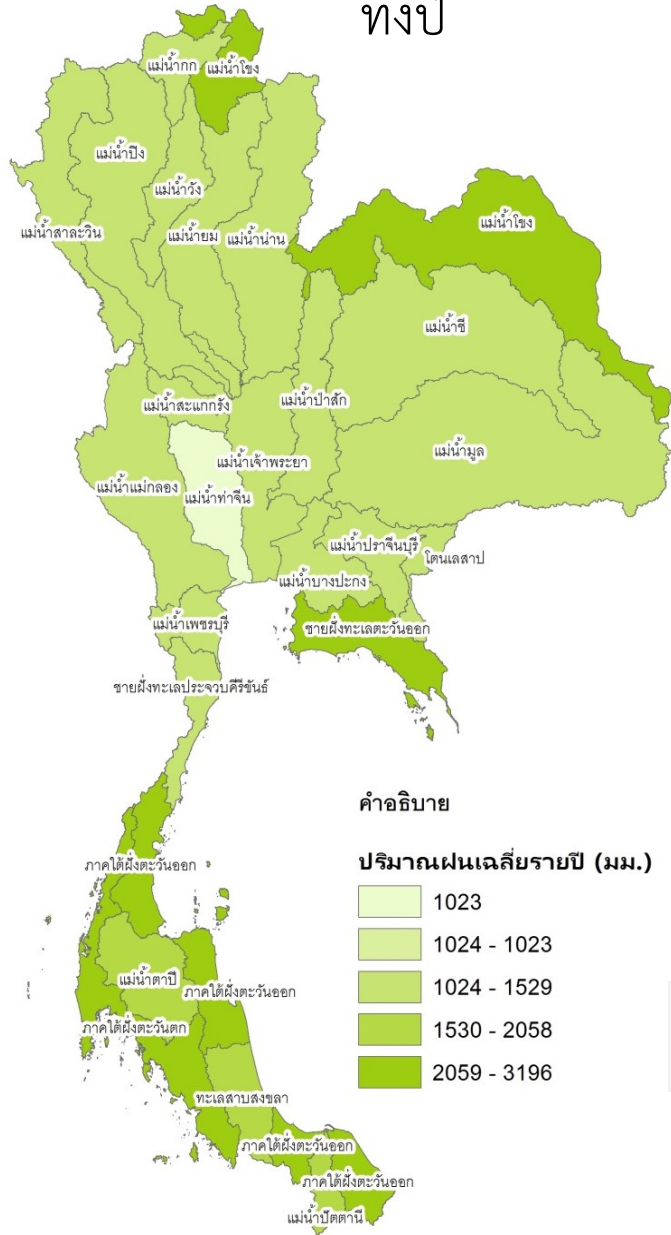 ทั้งปี
แม่น้ำกก
แม่น้ำโขง
แม่น้ำปิง
แม่น้ำวัง
แม่น้ำสาละวิน
แม่น้ำยม
แม่น้ำน่าน
แม่น้ำโขง
แม่น้ำชี
แม่น้ำป่าสัก
แม่น้ำสะแกกรัง
แม่น้ำเจ้าพระยา
แม่น้ำมูล
แม่น้ำแม่กลอง
แม่น้ำท่าจีน
แม่น้ำปราจีนบุรี
โตนเลสาป
แม่น้ำบางปะกง
แม่น้ำเพชรบุรี
ชายฝั่งทะเลตะวันออก
ชายฝั่งทะเลประจวบคีรีขันธ์
ภาคใต้ฝั่งตะวันออก
แม่น้ำตาปี
ภาคใต้ฝั่งตะวันออก
ภาคใต้ฝั่งตะวันตก
ทะเลสาบสงขลา
ภาคใต้ฝั่งตะวันออก
ภาคใต้ฝั่งตะวันออก
แม่น้ำปัตตานี
คำอธิบาย
ปริมาณฝนเฉลี่ยรายปี (มม.)
1023
1024 - 1023
1024 - 1529
1530 - 2058
2059 - 3196